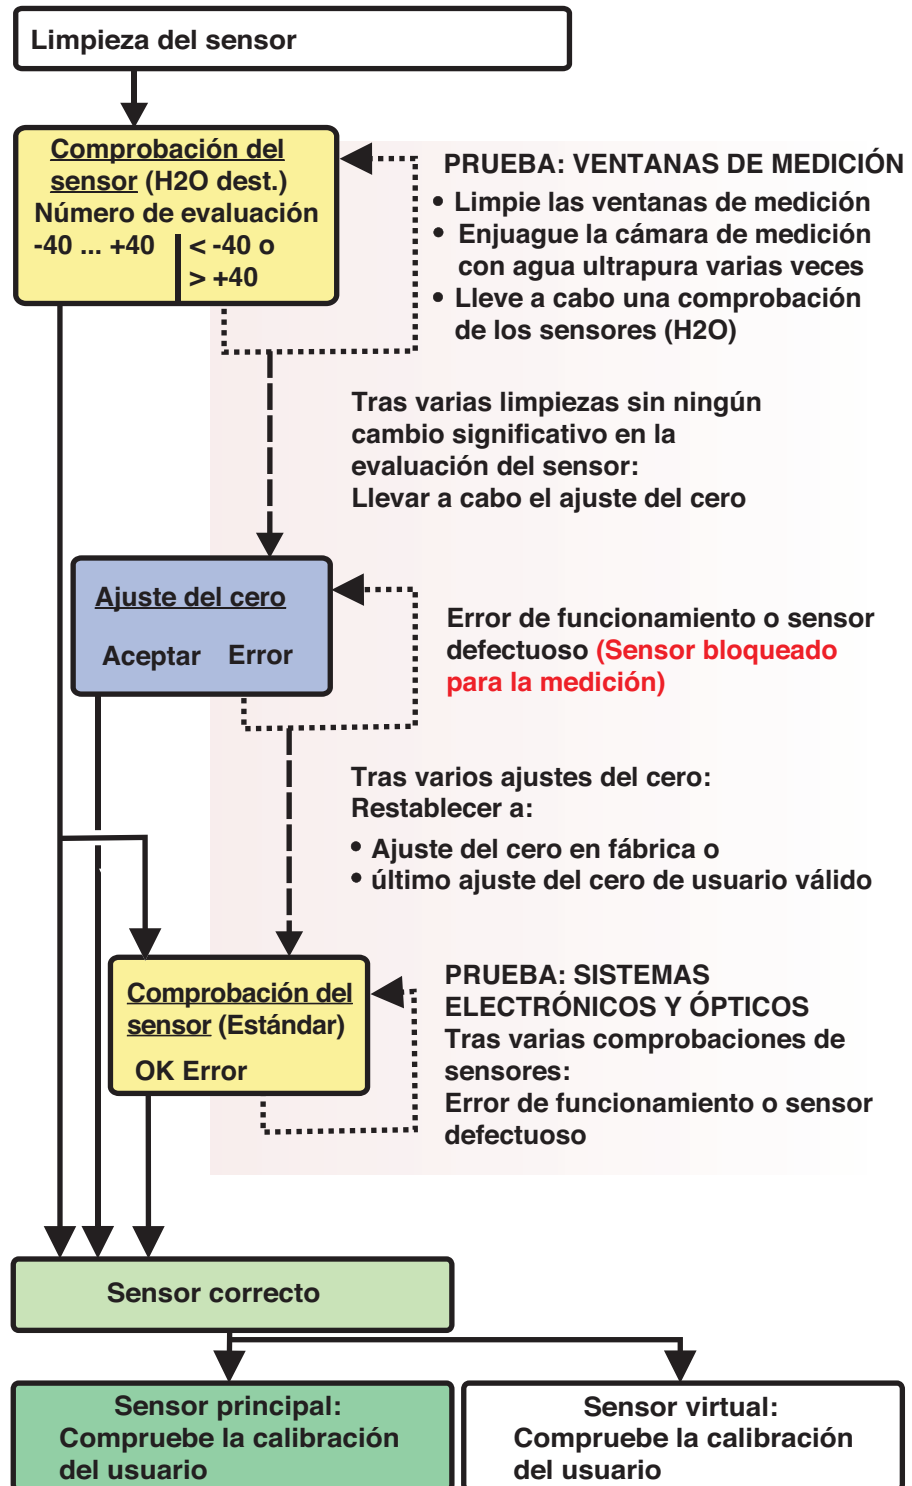 Limpieza del sensor
Comprobación del
sensor (H2O dest.)
Número de evaluación
-40 ... +40
< -40 o
> +40
PRUEBA: VENTANAS DE MEDICIÓN
• Limpie las ventanas de medición
• Enjuague la cámara de medición
con agua ultrapura varias veces
• Lleve a cabo una comprobación
de los sensores (H2O)
Tras varias limpiezas sin ningún
cambio significativo en la
evaluación del sensor:
Llevar a cabo el ajuste del cero
Ajuste del cero
Aceptar Error
Error de funcionamiento o sensor
defectuoso (Sensor bloqueado
para la medición)
Tras varios ajustes del cero:
Restablecer a:
• Ajuste del cero en fábrica o
• último ajuste del cero de usuario válido
Comprobación del
sensor (Estándar)
OK Error
PRUEBA: SISTEMAS
ELECTRÓNICOS Y ÓPTICOS
Tras varias comprobaciones de
sensores:
Error de funcionamiento o sensor
defectuoso
Sensor correcto
Sensor principal:
Compruebe la calibración
del usuario
Sensor virtual:
Compruebe la calibración
del usuario